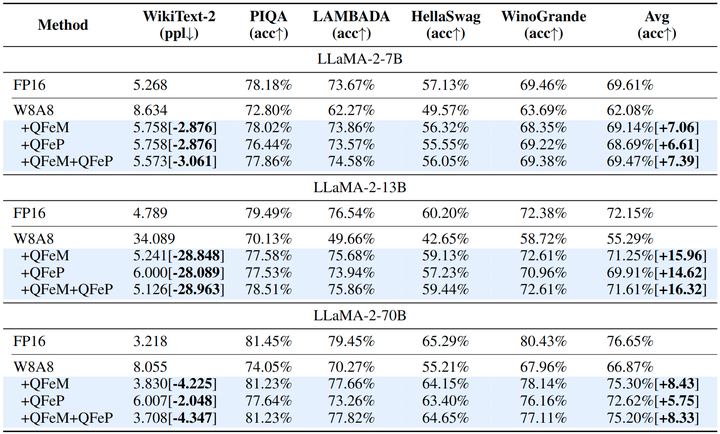 Method WikiText-2 (ppl↓) PIQA (acc↑) LAMBADA (acc↑) HellaSwag (acc↑) WinoGrande (acc↑) Avg (acc↑)
LLaMA-2-7B
FP16 5.268 78.18% 73.67% 57.13% 69.46% 69.61%
W8A8 8.634 72.80% 62.27% 49.57% 63.69% 62.08%
+QFeM 5.758[-2.876] 78.02% 73.86% 56.32% 68.35% 69.14%[+7.06]
+QFeP 5.758[-2.876] 76.44% 73.57% 55.55% 69.22% 68.69%[+6.61]
+QFeM+QFeP 5.573[-3.061] 77.86% 74.58% 56.05% 69.38% 69.47%[+7.39]
LLaMA-2-13B
FP16 4.789 79.49% 76.54% 60.20% 72.38% 72.15%
W8A8 34.089 70.13% 49.66% 42.65% 58.72% 55.29%
+QFeM 5.241[-28.848] 77.58% 75.68% 59.13% 72.61% 71.25%[+15.96]
+QFeP 6.000[-28.089] 77.53% 73.94% 57.23% 70.96% 69.91%[+14.62]
+QFeM+QFeP 5.126[-28.963] 78.51% 75.86% 59.44% 72.61% 71.61%[+16.32]
LLaMA-2-70B
FP16 3.218 81.45% 79.45% 65.29% 80.43% 76.65%
W8A8 8.055 74.05% 70.27% 55.21% 67.96% 66.87%
+QFeM 3.830[-4.225] 81.23% 77.66% 64.15% 78.14% 75.30%[+8.43]
+QFeP 6.007[-2.048] 77.64% 73.26% 63.40% 76.16% 72.62%[+5.75]
+QFeM+QFeP 3.708[-4.347] 81.23% 77.82% 64.65% 77.11% 75.20%[+8.33]